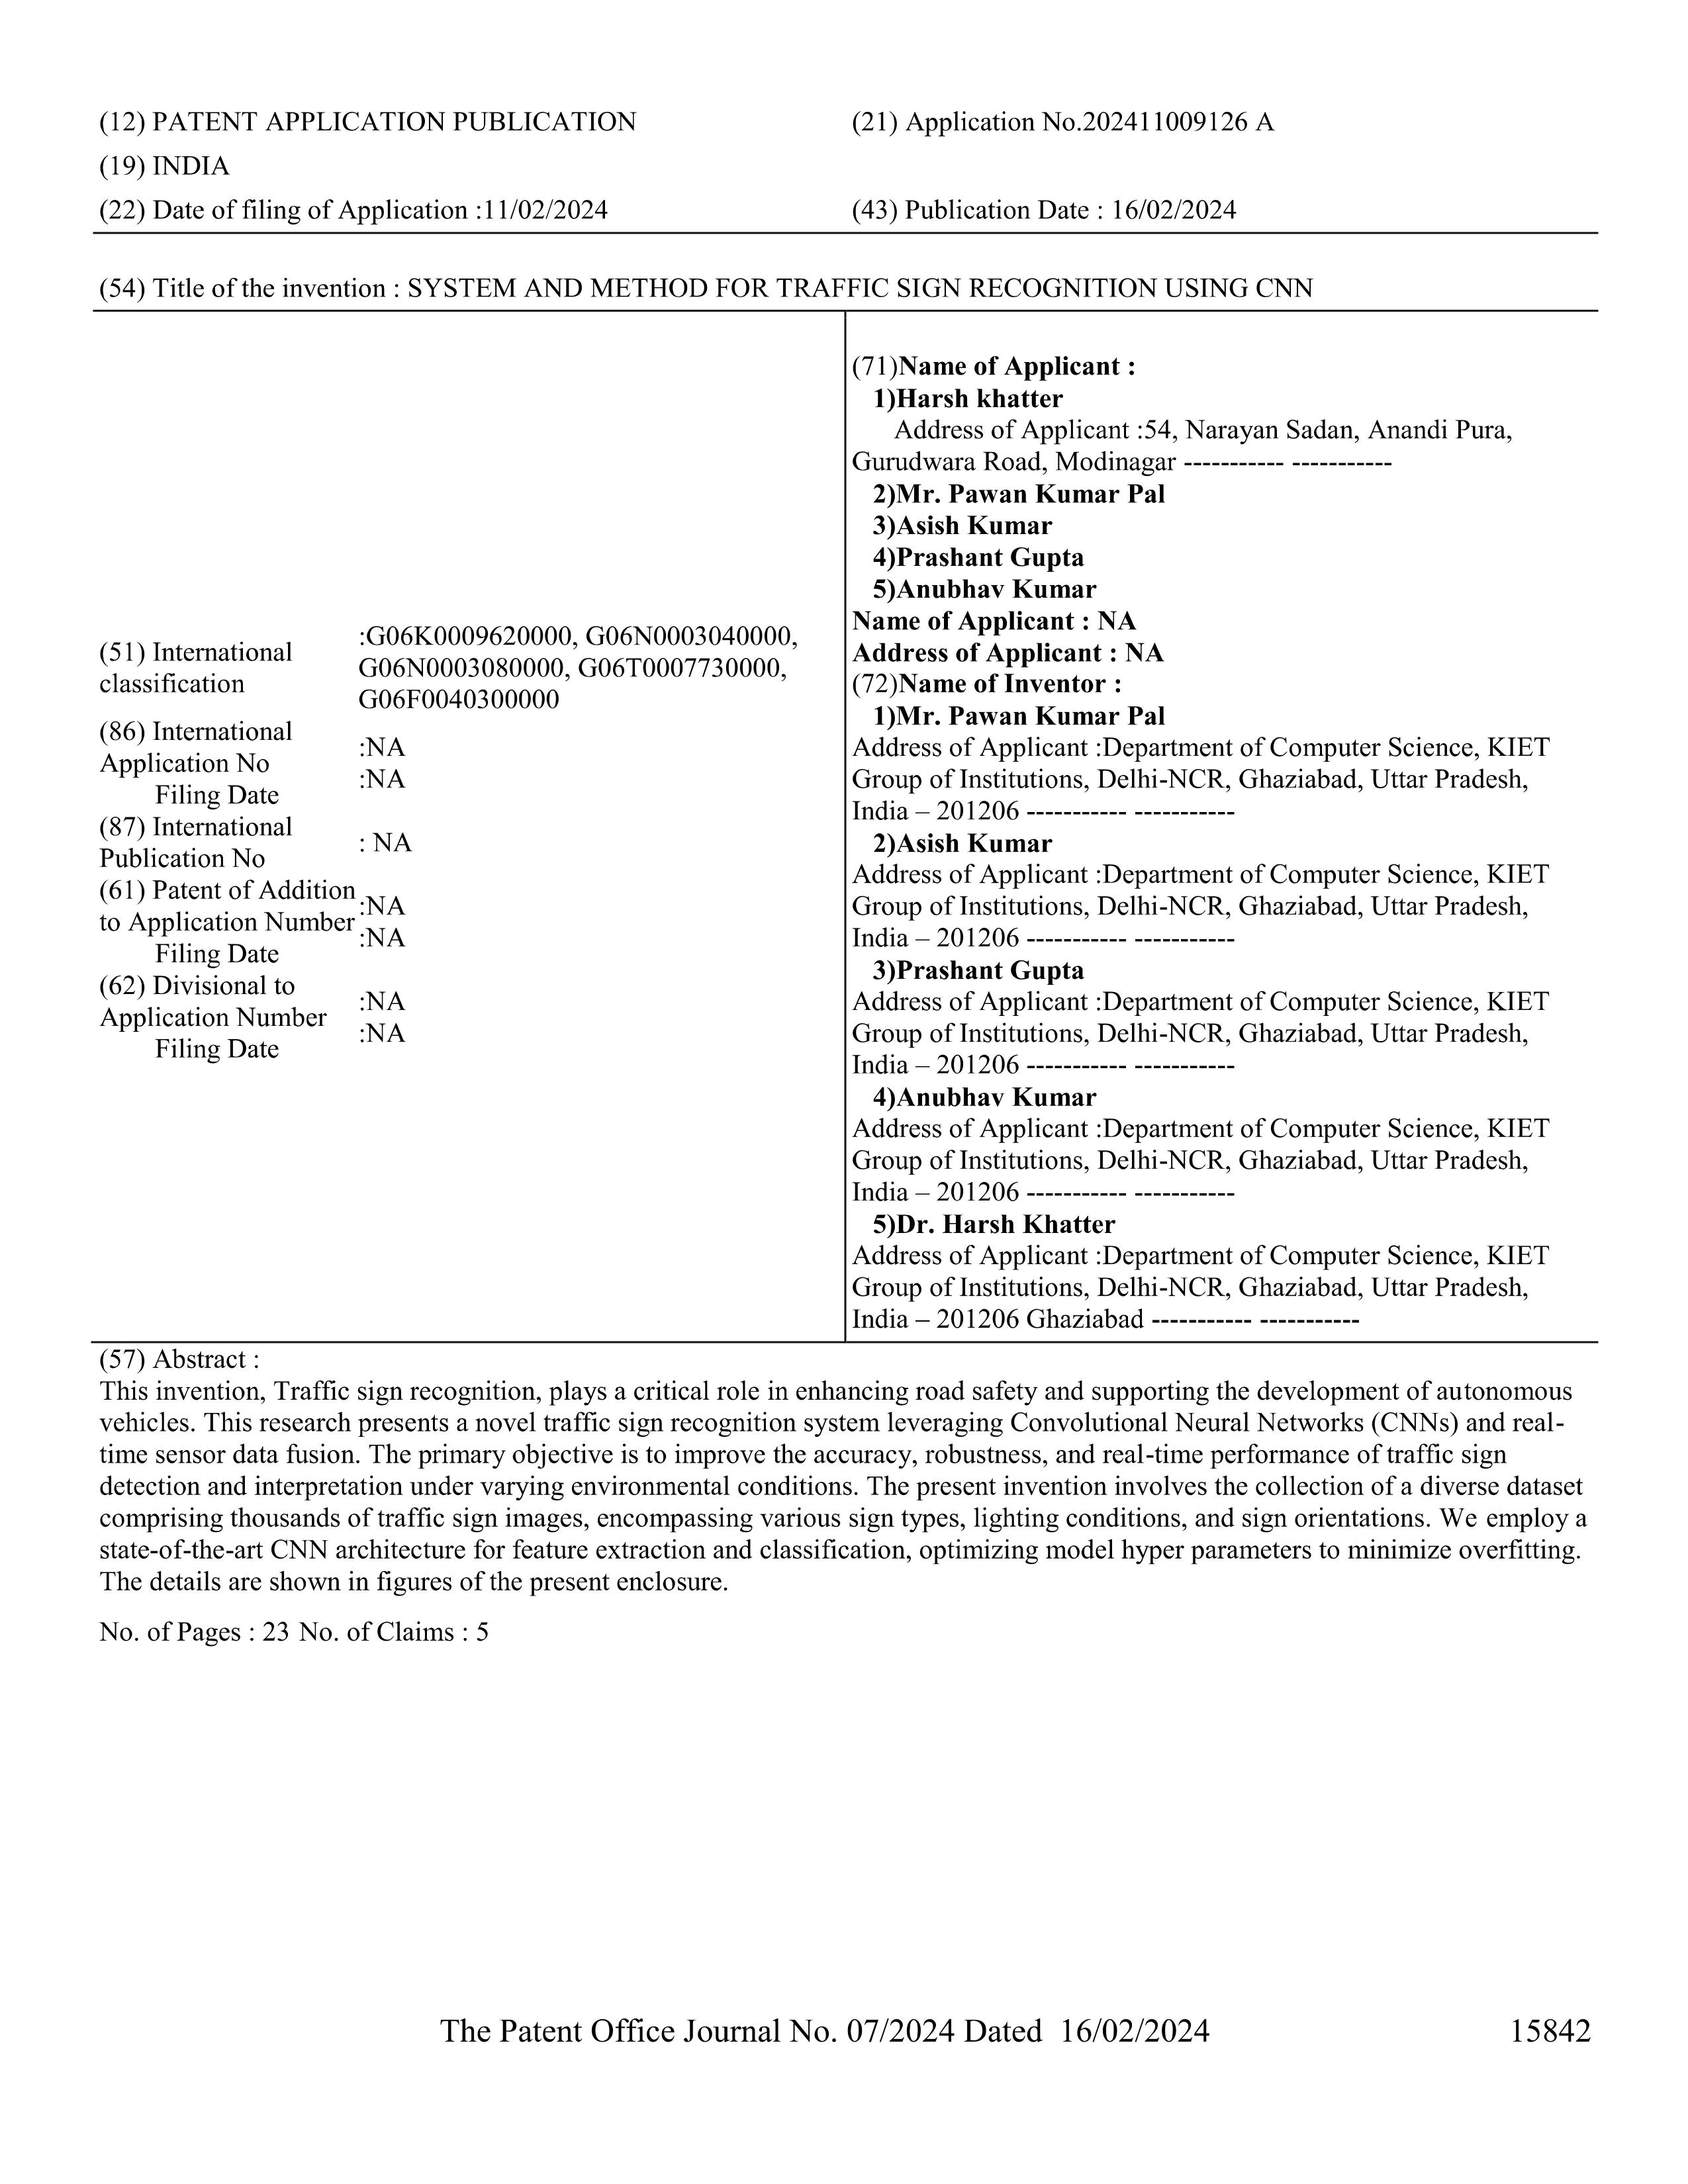 (12) PATENT APPLICATION PUBLICATION
(21) Application No.202411009126 A
(19) INDIA
(22) Date of filing of Application :11/02/2024
(43) Publication Date : 16/02/2024
(54) Title of the invention : SYSTEM AND METHOD FOR TRAFFIC SIGN RECOGNITION USING CNN
(51) International
classification
:G06K0009620000, G06N0003040000,
G06N0003080000, G06T0007730000,
G06F0040300000
(86) International
Application No
Filing Date
:NA
:NA
(87) International
Publication No
: NA
(61) Patent of Addition
to Application Number
Filing Date
:NA
:NA
(62) Divisional to
Application Number
Filing Date
:NA
:NA
(71)Name of Applicant :
1)Harsh khatter
Address of Applicant :54, Narayan Sadan, Anandi Pura,
Gurudwara Road, Modinagar ----------- -----------
2)Mr. Pawan Kumar Pal
3)Asish Kumar
4)Prashant Gupta
5)Anubhav Kumar
Name of Applicant : NA
Address of Applicant : NA
(72)Name of Inventor :
1)Mr. Pawan Kumar Pal
Address of Applicant :Department of Computer Science, KIET
Group of Institutions, Delhi-NCR, Ghaziabad, Uttar Pradesh,
India – 201206 ----------- -----------
2)Asish Kumar
Address of Applicant :Department of Computer Science, KIET
Group of Institutions, Delhi-NCR, Ghaziabad, Uttar Pradesh,
India – 201206 ----------- -----------
3)Prashant Gupta
Address of Applicant :Department of Computer Science, KIET
Group of Institutions, Delhi-NCR, Ghaziabad, Uttar Pradesh,
India – 201206 ----------- -----------
4)Anubhav Kumar
Address of Applicant :Department of Computer Science, KIET
Group of Institutions, Delhi-NCR, Ghaziabad, Uttar Pradesh,
India – 201206 ----------- -----------
5)Dr. Harsh Khatter
Address of Applicant :Department of Computer Science, KIET
Group of Institutions, Delhi-NCR, Ghaziabad, Uttar Pradesh,
India – 201206 Ghaziabad ----------- -----------
(57) Abstract :
This invention, Traffic sign recognition, plays a critical role in enhancing road safety and supporting the development of autonomous
vehicles. This research presents a novel traffic sign recognition system leveraging Convolutional Neural Networks (CNNs) and real-
time sensor data fusion. The primary objective is to improve the accuracy, robustness, and real-time performance of traffic sign
detection and interpretation under varying environmental conditions. The present invention involves the collection of a diverse dataset
comprising thousands of traffic sign images, encompassing various sign types, lighting conditions, and sign orientations. We employ a
state-of-the-art CNN architecture for feature extraction and classification, optimizing model hyper parameters to minimize overfitting.
The details are shown in figures of the present enclosure.
No. of Pages : 23 No. of Claims : 5
The Patent Office Journal No. 07/2024 Dated 16/02/2024
15842